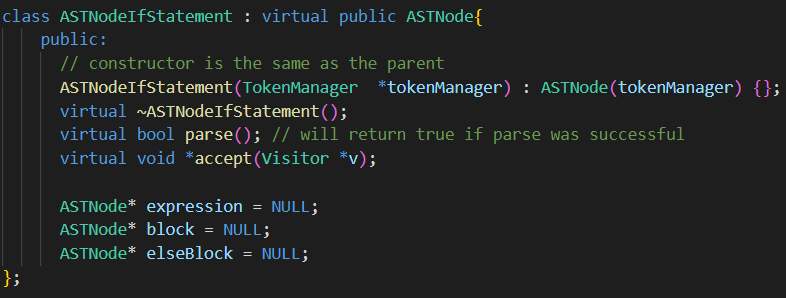 class ASTNodeIfStatement : virtual public ASTNode{
    public:
      // constructor is the same as the parent
      ASTNodeIfStatement(TokenManager  *tokenManager) : ASTNode(tokenManager) {};
      virtual ~ASTNodeIfStatement();
      virtual bool parse(); // will return true if parse was successful
      virtual void *accept(Visitor *v);

      ASTNode* expression = NULL;
      ASTNode* block = NULL;
      ASTNode* elseBlock = NULL;
};